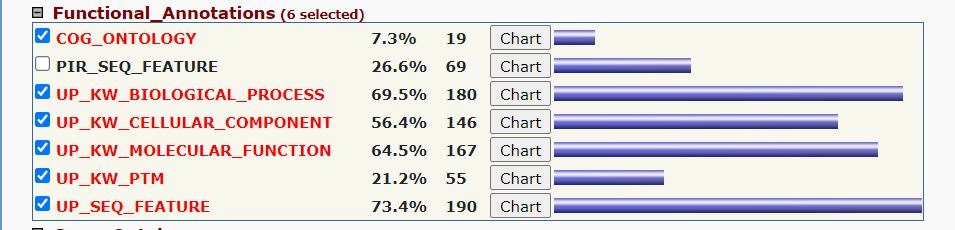 Functional_Annotations (6 selected)
COG_ONTOLOGY 7.3% 19 Chart
PIR_SEQ_FEATURE 26.6% 69 Chart
UP_KW_BIOLOGICAL_PROCESS 69.5% 180 Chart
UP_KW_CELLULAR_COMPONENT 56.4% 146 Chart
UP_KW_MOLECULAR_FUNCTION 64.5% 167 Chart
UP_KW_PTM 21.2% 55 Chart
UP_SEQ_FEATURE 73.4% 190 Chart